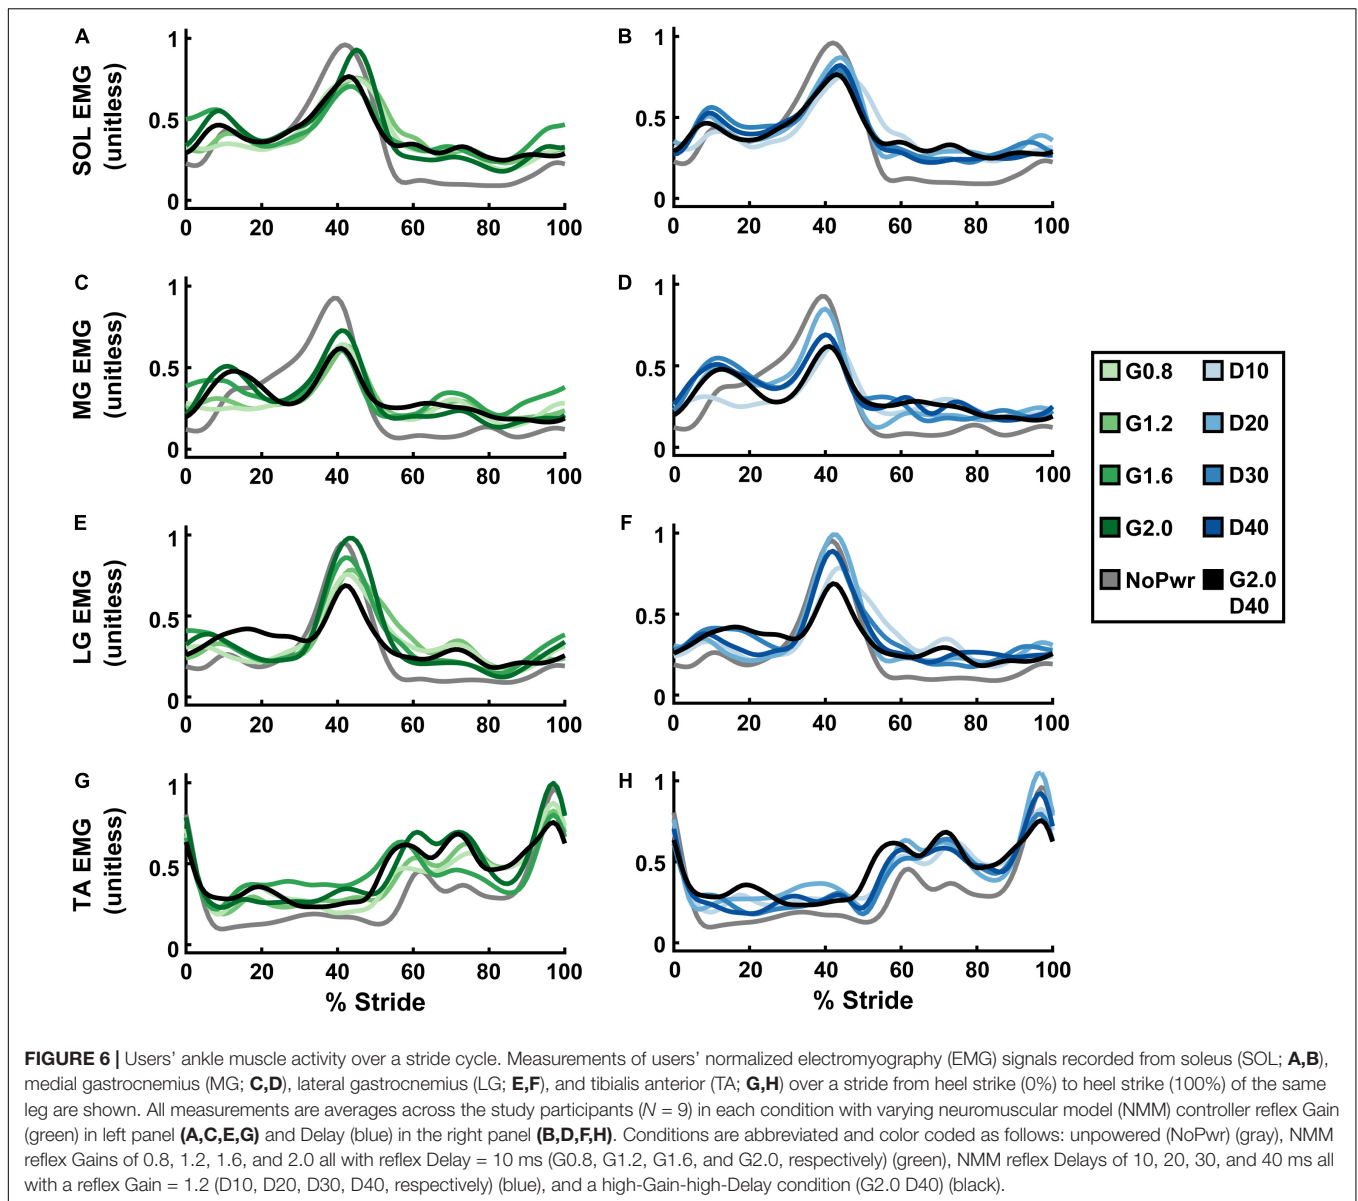 A
SOL EMG
(unitless)
1
0.5
0
0 20 40 60 80 100
B
1
0.5
0
0 20 40 60 80 100
C
MG EMG
(unitless)
1
0.5
0
0 20 40 60 80 100
D
1
0.5
0
0 20 40 60 80 100
E
LG EMG
(unitless)
1
0.5
0
0 20 40 60 80 100
F
1
0.5
0
0 20 40 60 80 100
G
TA EMG
(unitless)
1
0.5
0
0 20 40 60 80 100
% Stride
H
1
0.5
0
0 20 40 60 80 100
% Stride
G0.8 D10
G1.2 D20
G1.6 D30
G2.0 D40
NoPwr G2.0
D40
FIGURE 6 | Users' ankle muscle activity over a stride cycle. Measurements of users' normalized electromyography (EMG) signals recorded from soleus (SOL; A,B),
medial gastrocnemius (MG; C,D), lateral gastrocnemius (LG; E,F), and tibialis anterior (TA; G,H) over a stride from heel strike (0%) to heel strike (100%) of the same
leg are shown. All measurements are averages across the study participants (N = 9) in each condition with varying neuromuscular model (NMM) controller reflex Gain
(green) in left panel (A,C,E,G) and Delay (blue) in the right panel (B,D,F,H). Conditions are abbreviated and color coded as follows: unpowered (NoPwr) (gray), NMM
reflex Gains of 0.8, 1.2, 1.6, and 2.0 all with reflex Delay = 10 ms (G0.8, G1.2, G1.6, and G2.0, respectively) (green), NMM reflex Delays of 10, 20, 30, and 40 ms all
with a reflex Gain = 1.2 (D10, D20, D30, D40, respectively) (blue), and a high-Gain-high-Delay condition (G2.0 D40) (black).